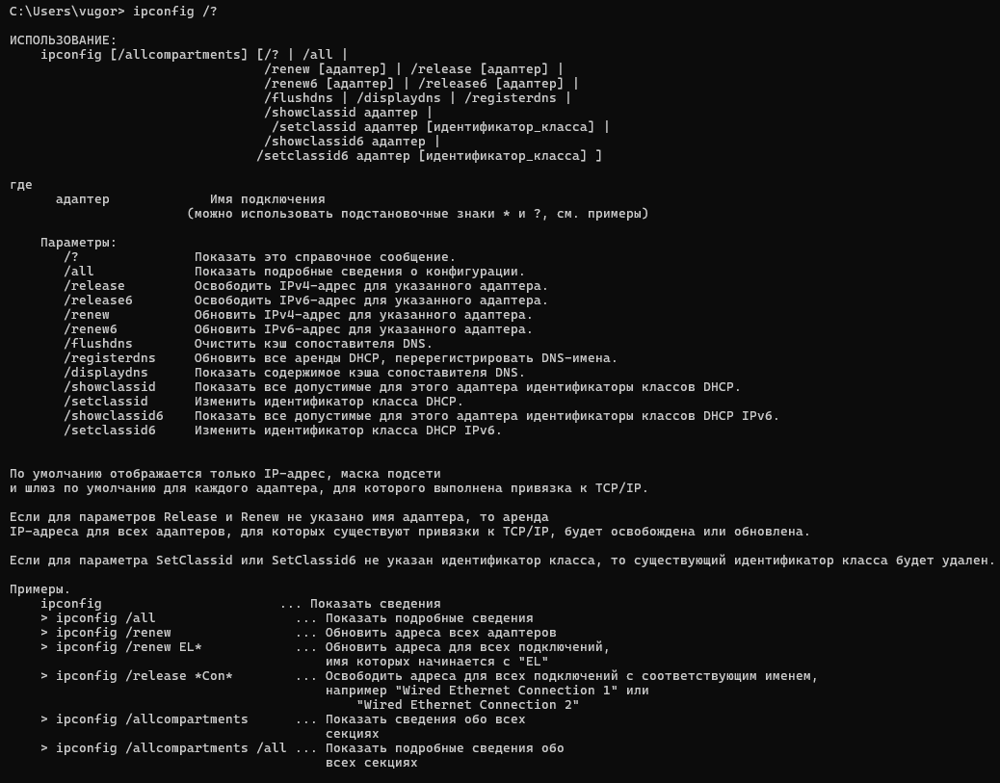 C:\Users\vugor> ipconfig /?
ИСПОЛЬЗОВАНИЕ:
ipconfig [/allcompartments] [/? | /all |
/renew [адаптер] | /release [адаптер] |
/renew6 [адаптер] | /release6 [адаптер] |
/flushdns | /displaydns | /registerdns |
/showclassid адаптер |
/setclassid адаптер [идентификатор_класса] |
/showclassid6 адаптер |
/setclassid6 адаптер [идентификатор_класса] ]
где
адаптер Имя подключения
(можно использовать подстановочные знаки * и ?, см. примеры)
Параметры:
/? Показать это справочное сообщение.
/all Показать подробные сведения о конфигурации.
/release Освободить IPv4-адрес для указанного адаптера.
/release6 Освободить IPv6-адрес для указанного адаптера.
/renew Обновить IPv4-адрес для указанного адаптера.
/renew6 Обновить IPv6-адрес для указанного адаптера.
/flushdns Очистить кэш сопоставителя DNS.
/registerdns Обновить все аренды DHCP, перерегистрировать DNS-имена.
/displaydns Показать содержимое кэша сопоставителя DNS.
/showclassid Показать все допустимые для этого адаптера идентификаторы классов DHCP.
/setclassid Изменить идентификатор класса DHCP.
/showclassid6 Показать все допустимые для этого адаптера идентификаторы классов DHCP IPv6.
/setclassid6 Изменить идентификатор класса DHCP IPv6.
По умолчанию отображается только IP-адрес, маска подсети
и шлюз по умолчанию для каждого адаптера, для которого выполнена привязка к TCP/IP.
Если для параметров Release и Renew не указано имя адаптера, то аренда
IP-адреса для всех адаптеров, для которых существуют привязки к TCP/IP, будет освобождена или обновлена.
Если для параметра SetClassid или SetClassid6 не указан идентификатор класса, то существующий идентификатор класса будет удален.
Примеры.
ipconfig ... Показать сведения
> ipconfig /all ... Показать подробные сведения
> ipconfig /renew ... Обновить адреса всех адаптеров
> ipconfig /renew EL* ... Обновить адреса для всех подключений,
имя которых начинается с "EL"
> ipconfig /release *Con* ... Освободить адреса для всех подключений с соответствующим именем,
например "Wired Ethernet Connection 1" или
"Wired Ethernet Connection 2"
> ipconfig /allcompartments ... Показать сведения обо всех
секциях
> ipconfig /allcompartments /all ... Показать подробные сведения обо
всех секциях